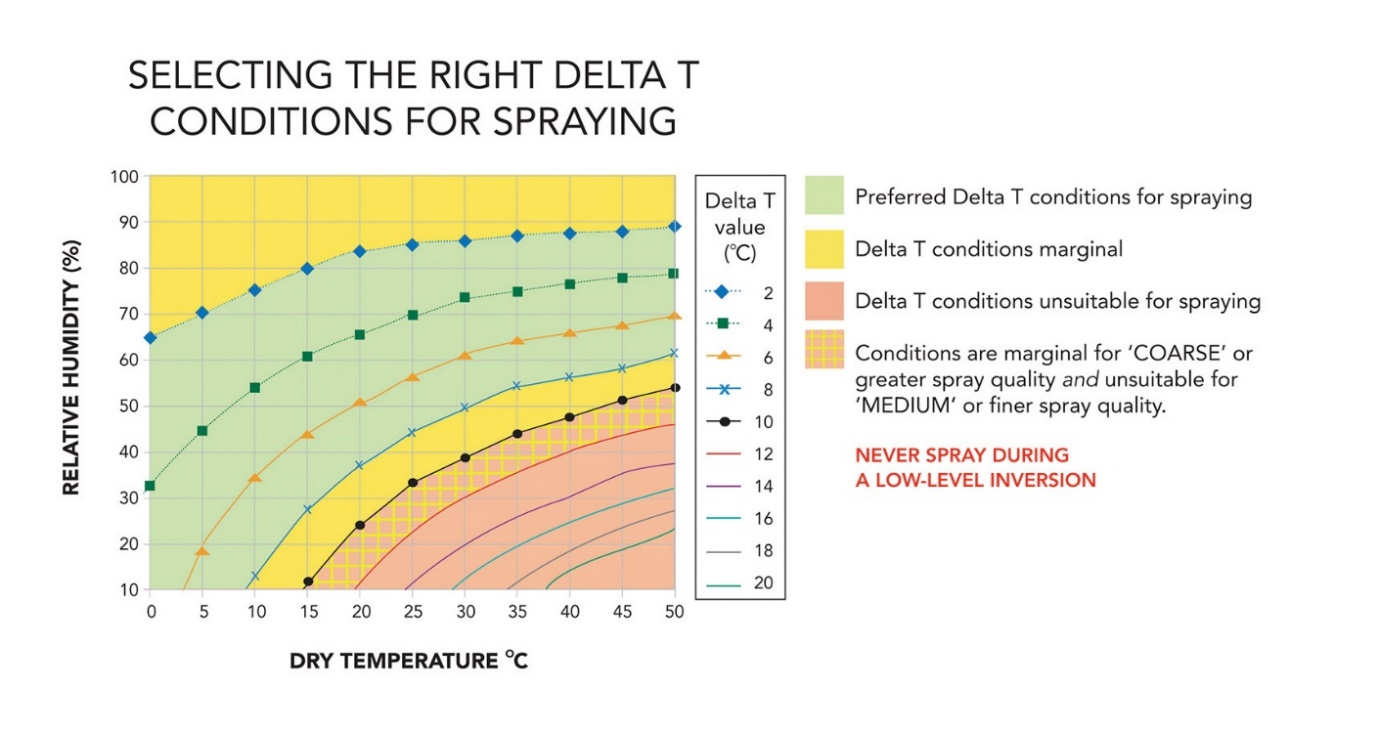 SELECTING THE RIGHT DELTA T
CONDITIONS FOR SPRAYING
RELATIVE HUMIDITY (%)
100
90
80
70
60
50
40
30
20
10
0 5 10 15 20 25 30 35 40 45 50
DRY TEMPERATURE °C
Delta T
value
(°C)
2
4
6
8
10
12
14
16
18
20
Preferred Delta T conditions for spraying
Delta T conditions marginal
Delta T conditions unsuitable for spraying
Conditions are marginal for ‘COARSE’ or
greater spray quality and unsuitable for
‘MEDIUM’ or finer spray quality.
NEVER SPRAY DURING
A LOW-LEVEL INVERSION